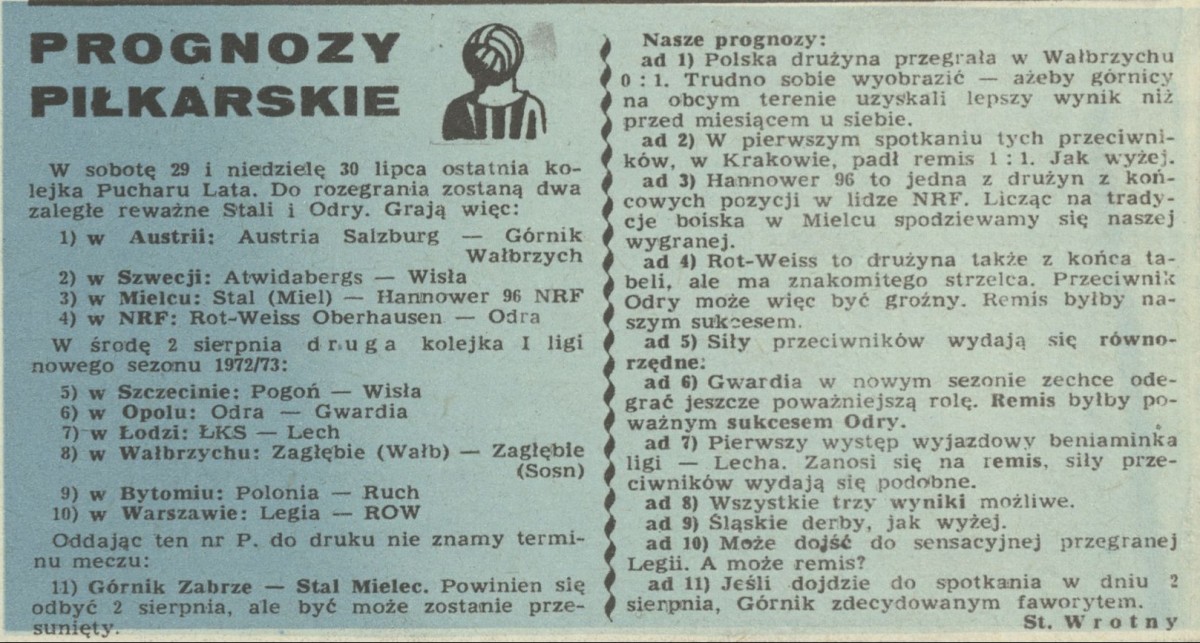 PROGNOZY
PIŁKARSKIE
W sobotę 29 i niedzielę 30 lipca ostatnia ko-
lejka Pucharu Lata. Do rozegrania zostaną dwa
zaległe reważne Stali i Odry. Grają więc:
1) w Austrii: Austria Salzburg — Górnik
Wałbrzych
2) w Szwecji: Atwidabergs — Wisła
3) w Mielcu: Stal (Miel) — Hannower 96 NRF
4) w NRF: Rot-Weiss Oberhausen — Odra
W środę 2 sierpnia druga kolejka I ligi
nowego sezonu 1972/73:
5) w Szczecinie: Pogoń — Wisła
6) w Opolu: Odra — Gwardia
7) w Łodzi: ŁKS — Lech
8) w Wałbrzychu: Zagłębie (Wałb) — Zagłębie
(Sosn)
9) w Bytomiu: Polonia — Ruch
10) w Warszawie: Legia — ROW
Oddając ten nr P. do druku nie znamy termi-
nu meczu:
11) Górnik Zabrze — Stal Mielec. Powinien się
odbyć 2 sierpnia, ale być może zostanie prze-
sunięty.
Nasze prognozy:
ad 1) Polska drużyna przegrała w Wałbrzychu
0 : 1. Trudno sobie wyobrazić — ażeby górnicy
na obcym terenie uzyskali lepszy wynik niż
przed miesiącem u siebie.
ad 2) W pierwszym spotkaniu tych przeciwni-
ków, w Krakowie, padł remis 1 : 1. Jak wyżej.
ad 3) Hannower 96 to jedna z drużyn z koń-
cowych pozycji w lidze NRF. Licząc na trady-
cje boiska w Mielcu spodziewamy się naszej
wygranej.
ad 4) Rot-Weiss to drużyna także z końca ta-
beli, ale ma znakomitego strzelca. Przeciwnik
Odry może więc być groźny. Remis byłby na-
szym sukcesem.
ad 5) Siły przeciwników wydają się równo-
rzędne:
ad 6) Gwardia w nowym sezonie zechce ode-
grać jeszcze poważniejszą rolę. Remis byłby po-
ważnym sukcesem Odry.
ad 7) Pierwszy występ wyjazdowy beniaminka
ligi — Lecha. Zanosi się na remis, siły prze-
ciwników wydają się podobne.
ad 8) Wszystkie trzy wyniki możliwe.
ad 9) Śląskie derby, jak wyżej.
ad 10) Może dojść do sensacyjnej przegranej
Legii. A może remis?
ad 11) Jeśli dojdzie do spotkania w dniu 2
sierpnia, Górnik zdecydowanym faworytem.
St. Wrotny